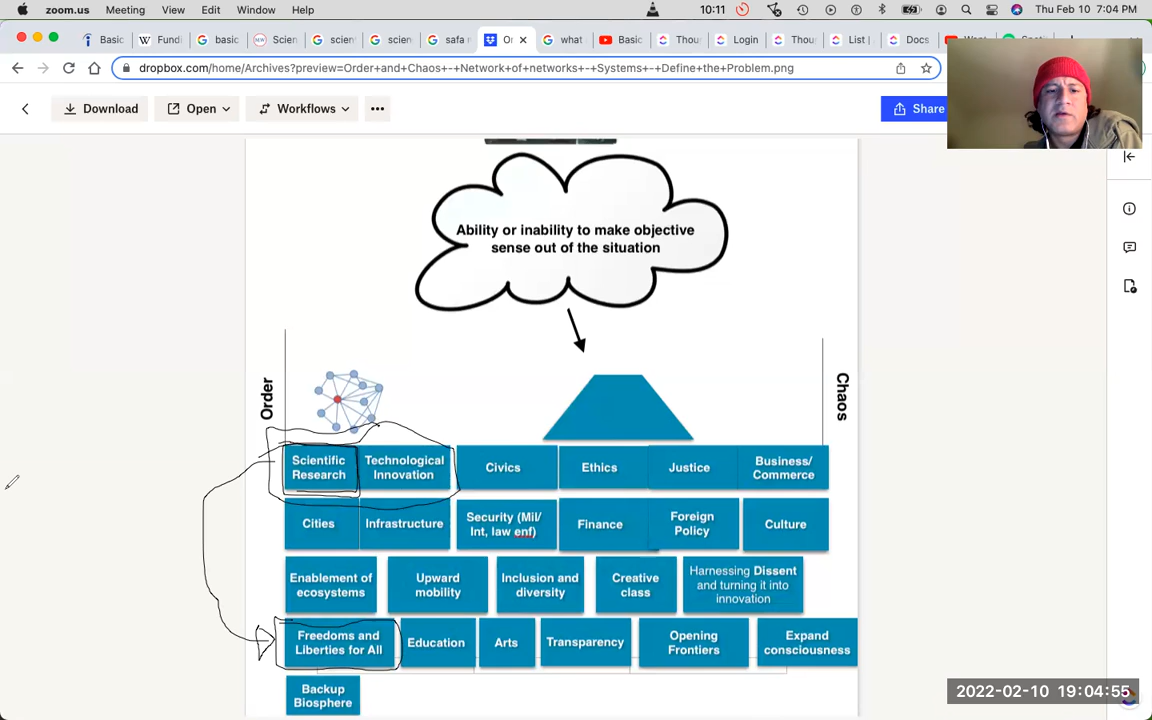 zoom.us Meeting View Edit Window Help 10:11 Thu Feb 10 7:04 PM
Basic Wiki Fundi basic Scien scien scien safa r Or what Basic Thou Login Thou List | Docs
dropbox.com/home/Archives?preview=Order+and+Chaos+-+Network+of+networks+-+Systems+-+Define+the+Problem.png
Download Open Workflows ••• Share
Ability or inability to make objective
sense out of the situation
Order
Chaos
Scientific
Research
Technological
Innovation
Civics
Ethics
Justice
Business/
Commerce
Cities
Infrastructure
Security (Mil/
Int, law enf)
Finance
Foreign
Policy
Culture
Enablement of
ecosystems
Upward
mobility
Inclusion and
diversity
Creative
class
Harnessing Dissent
and turning it into
innovation
Freedoms and
Liberties for All
Education
Arts
Transparency
Opening
Frontiers
Expand
consciousness
Backup
Biosphere
2022-02-10 19:04:55